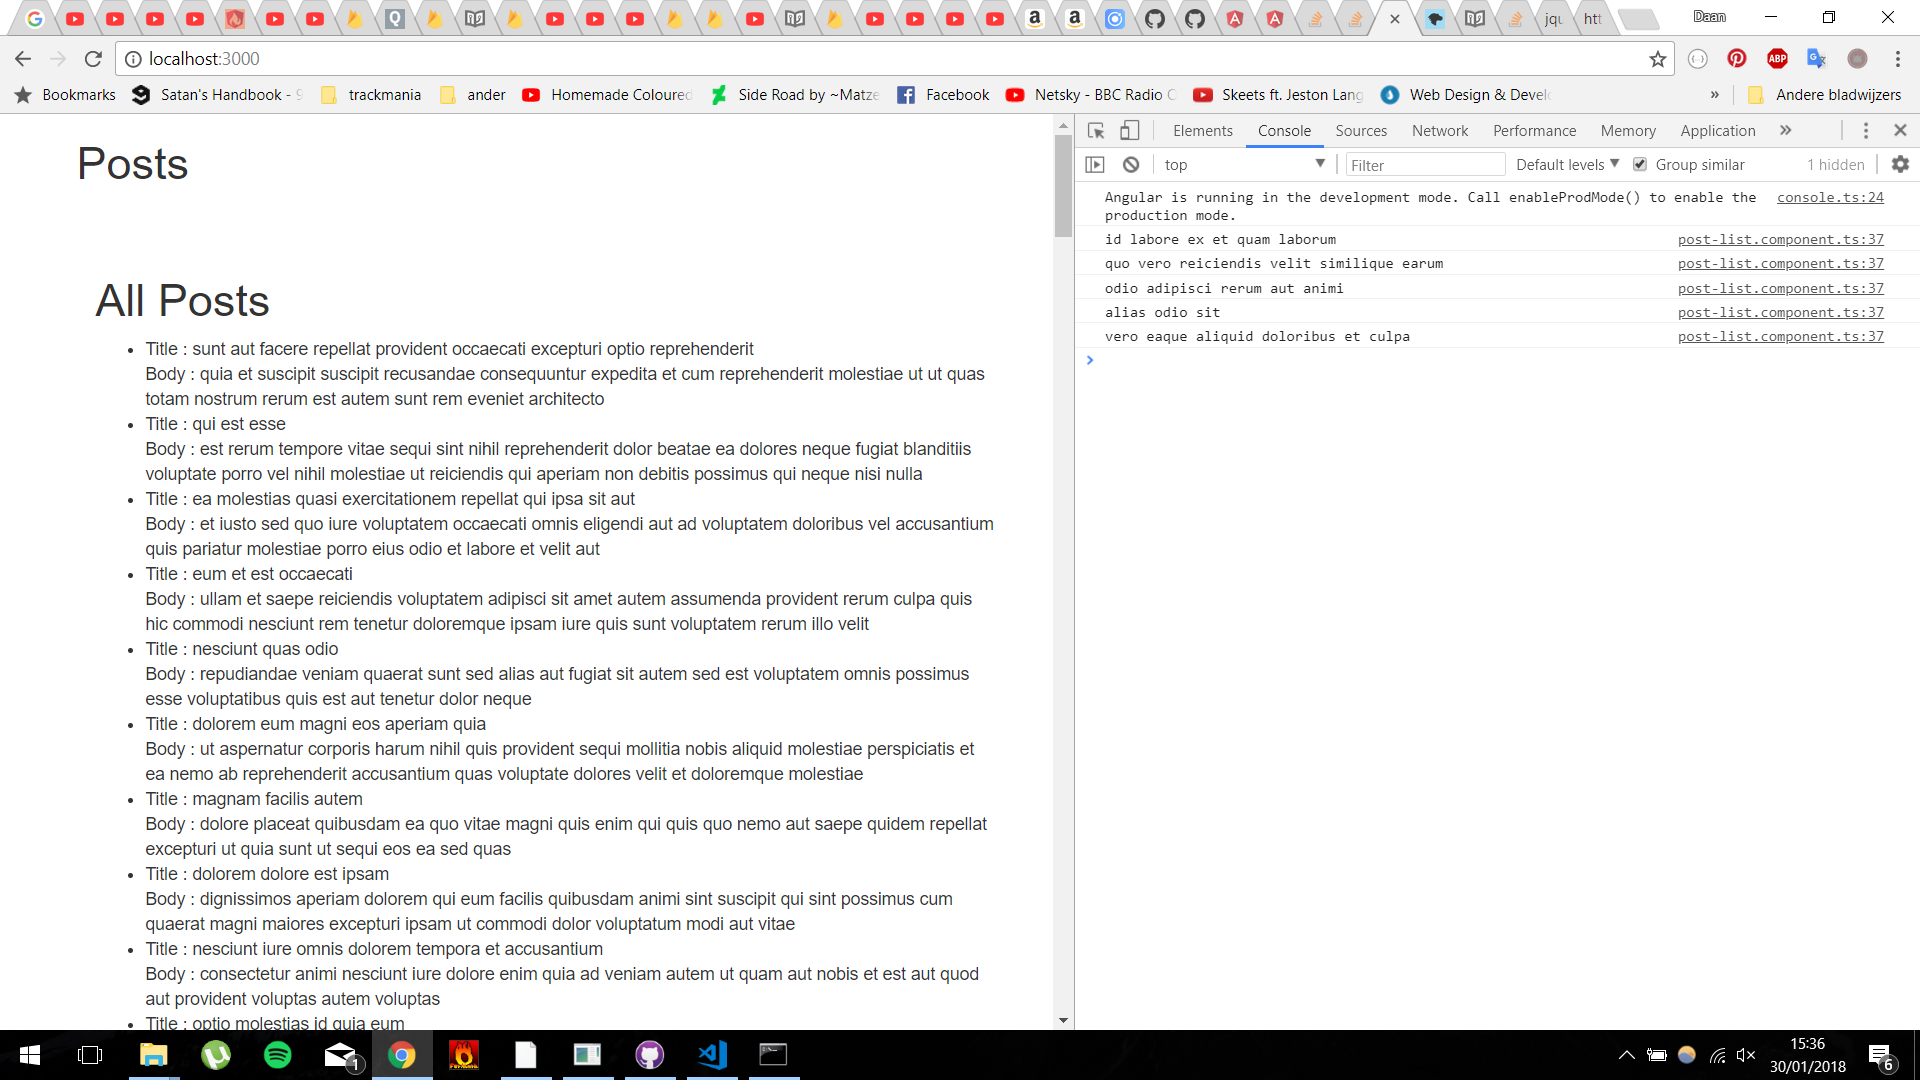 jqu
htt
Daan
localhost:3000
Bookmarks
Satan's Handbook - 9
trackmania
ander
Homemade Coloured
Side Road by ~Matze
Facebook
Netsky - BBC Radio
Skeets ft. Jeston Lang
Web Design & Devel
»
Andere bladwijzers
Posts
All Posts
Title : sunt aut facere repellat provident occaecati excepturi optio reprehenderit
Body : quia et suscipit suscipit recusandae consequuntur expedita et cum reprehenderit molestiae ut ut quas
totam nostrum rerum est autem sunt rem eveniet architecto
Title : qui est esse
Body : est rerum tempore vitae sequi sint nihil reprehenderit dolor beatae ea dolores neque fugiat blanditiis
voluptate porro vel nihil molestiae ut reiciendis qui aperiam non debitis possimus qui neque nisi nulla
Title : ea molestias quasi exercitationem repellat qui ipsa sit aut
Body : et iusto sed quo iure voluptatem occaecati omnis eligendi aut ad voluptatem doloribus vel accusantium
quis pariatur molestiae porro eius odio et labore et velit aut
Title : eum et est occaecati
Body : ullam et saepe reiciendis voluptatem adipisci sit amet autem assumenda provident rerum culpa quis
hic commodi nesciunt rem tenetur doloremque ipsam iure quis sunt voluptatem rerum illo velit
Title : nesciunt quas odio
Body : repudiandae veniam quaerat sunt sed alias aut fugiat sit autem sed est voluptatem omnis possimus
esse voluptatibus quis est aut tenetur dolor neque
Title : dolorem eum magni eos aperiam quia
Body : ut aspernatur corporis harum nihil quis provident sequi mollitia nobis aliquid molestiae perspiciatis et
ea nemo ab reprehenderit accusantium quas voluptate dolores velit et doloremque molestiae
Title : magnam facilis autem
Body : dolore placeat quibusdam ea quo vitae magni quis enim qui quis quo nemo aut saepe quidem repellat
excepturi ut quia sunt ut sequi eos ea sed quas
Title : dolorem dolore est ipsam
Body : dignissimos aperiam dolorem qui eum facilis quibusdam animi sint suscipit qui sint possimus cum
quaerat magni maiores excepturi ipsam ut commodi dolor voluptatum modi aut vitae
Title : nesciunt iure omnis dolorem tempora et accusantium
Body : consectetur animi nesciunt iure dolore enim quia ad veniam autem ut quam aut nobis et est aut quod
aut provident voluptas autem voluptas
Title : optio molestias id quia eum
Elements Console Sources Network Performance Memory Application »
top Filter Default levels Group similar 1 hidden
Angular is running in the development mode. Call enableProdMode() to enable the console.ts:24
production mode.
id labore ex et quam laborum post-list.component.ts:37
quo vero reiciendis velit similique earum post-list.component.ts:37
odio adipisci rerum aut animi post-list.component.ts:37
alias odio sit post-list.component.ts:37
vero eaque aliquid doloribus et culpa post-list.component.ts:37
1
15:36
30/01/2018
6